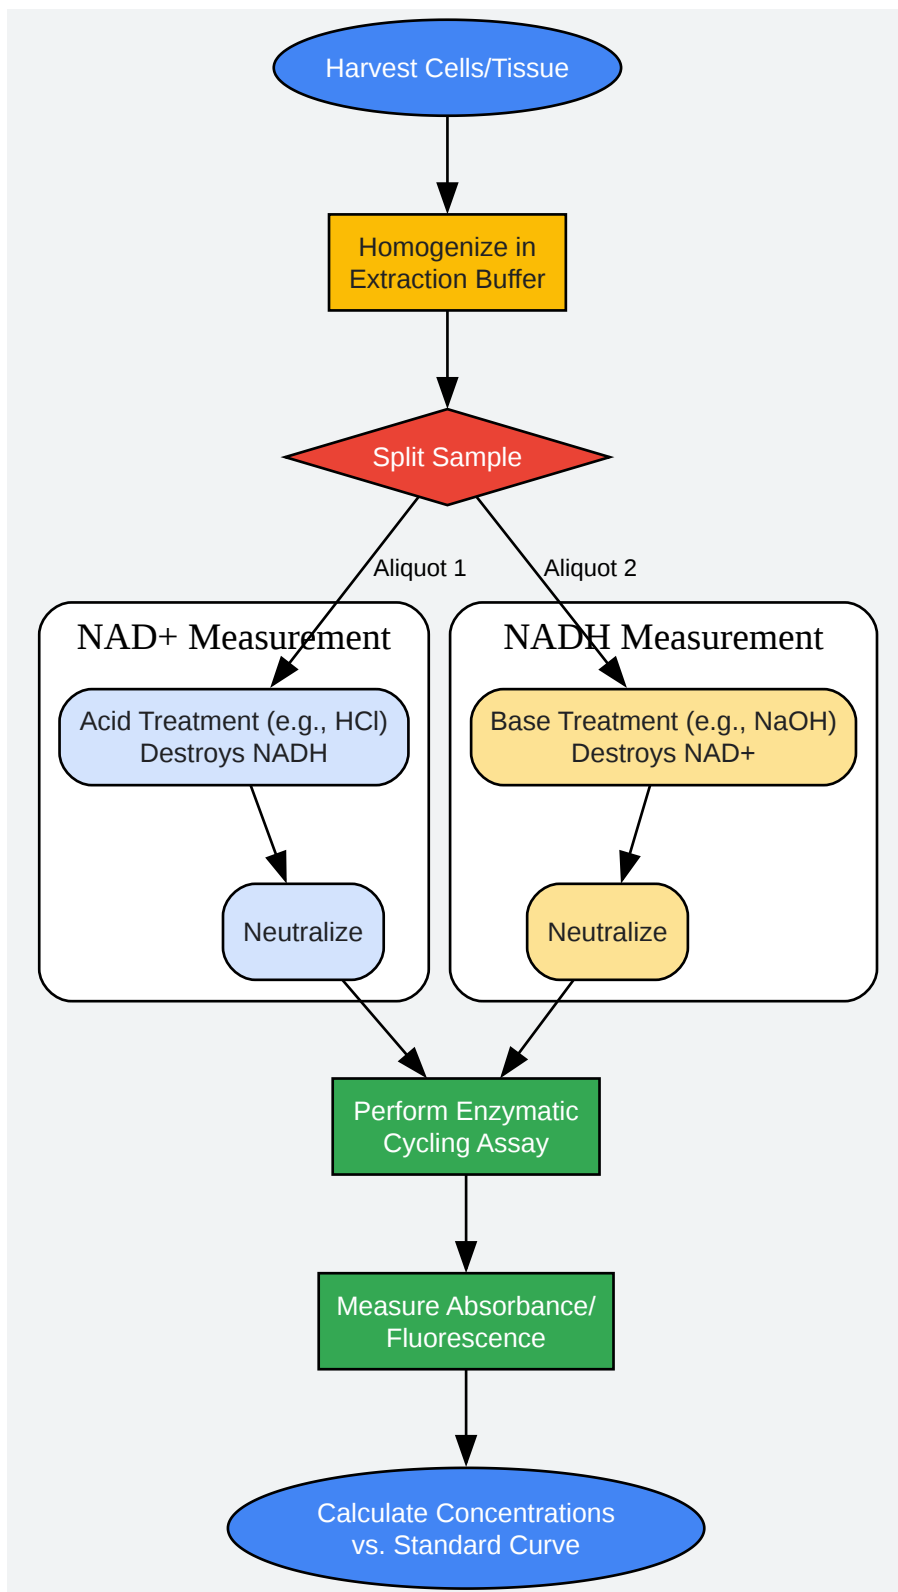 Harvest Cells/Tissue
Homogenize in
Extraction Buffer
Split Sample
Aliquot 1
Aliquot 2
NAD+ Measurement
Acid Treatment (e.g., HCl)
Destroys NADH
Neutralize
NADH Measurement
Base Treatment (e.g., NaOH)
Destroys NAD+
Neutralize
Perform Enzymatic
Cycling Assay
Measure Absorbance/
Fluorescence
Calculate Concentrations
vs. Standard Curve